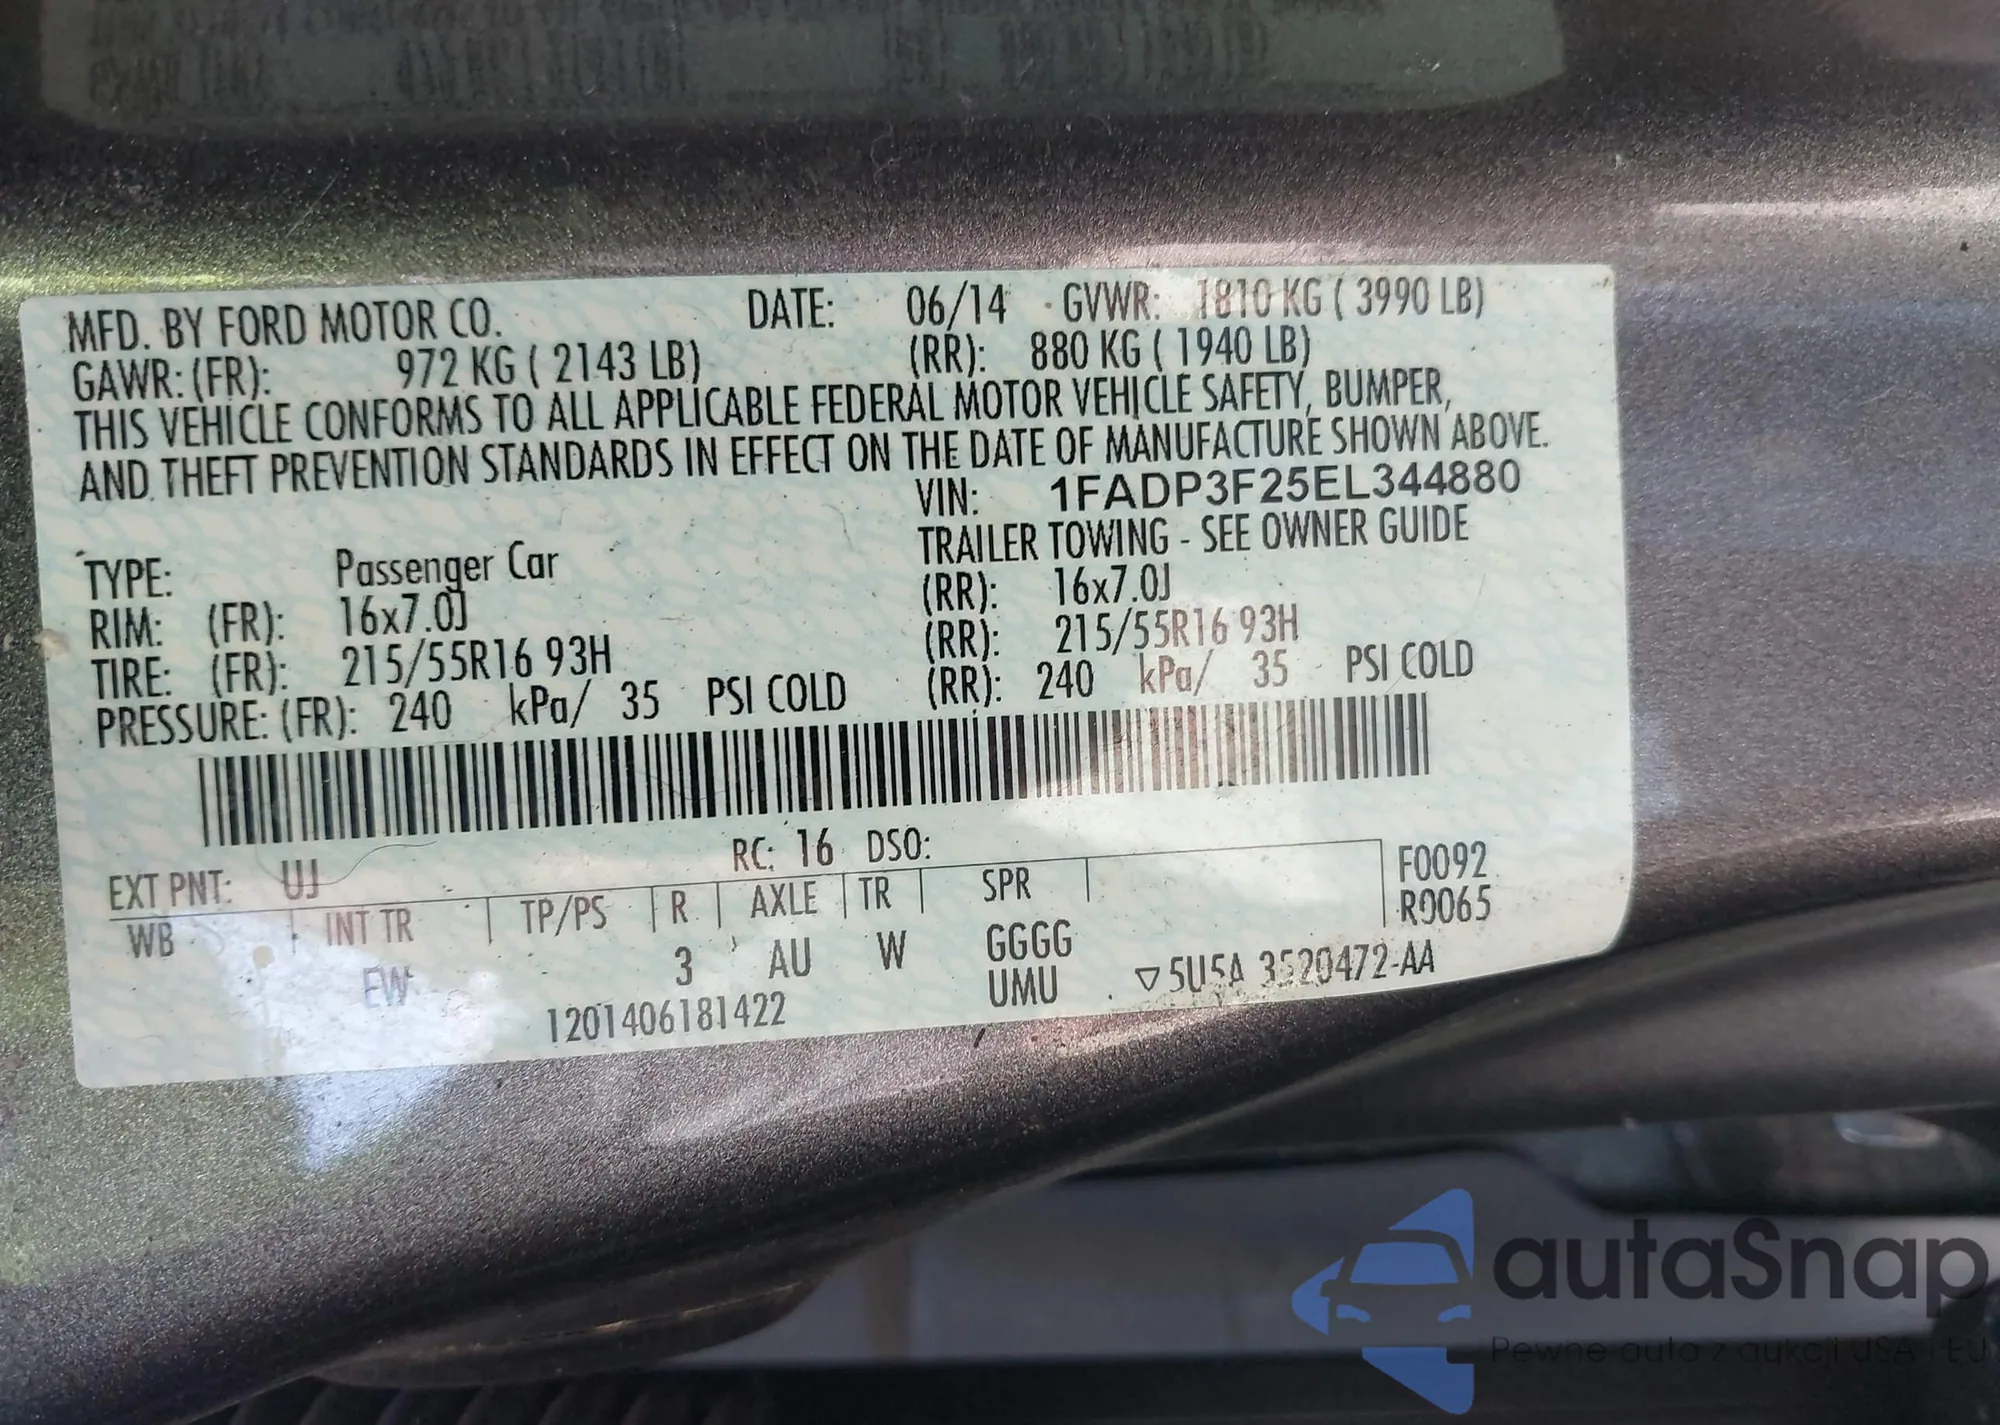 MFD. BY FORD MOTOR CO. DATE: 06/14 GVWR: 1810 KG ( 3990 LB)
GAWR: (FR): 972 KG ( 2143 LB) (RR): 880 KG ( 1940 LB)
THIS VEHICLE CONFORMS TO ALL APPLICABLE FEDERAL MOTOR VEHICLE SAFETY, BUMPER,
AND THEFT PREVENTION STANDARDS IN EFFECT ON THE DATE OF MANUFACTURE SHOWN ABOVE.
VIN: 1FADP3F25EL344880
TYPE: Passenger Car TRAILER TOWING - SEE OWNER GUIDE
RIM: (FR): 16x7.0J (RR): 16x7.0J
TIRE: (FR): 215/55R16 93H (RR): 215/55R16 93H
PRESSURE: (FR): 240 kPa/ 35 PSI COLD (RR): 240 kPa/ 35 PSI COLD
EXT PNT: UJ RC: 16 DSO: F0092
WB INT TR TP/PS R AXLE TR SPR R0065
EW 3 AU W GGGG
1201406181422 UMU ▽5U5A 3520472-AA
autaSnap
Pewne auta z aukcji USA i EU